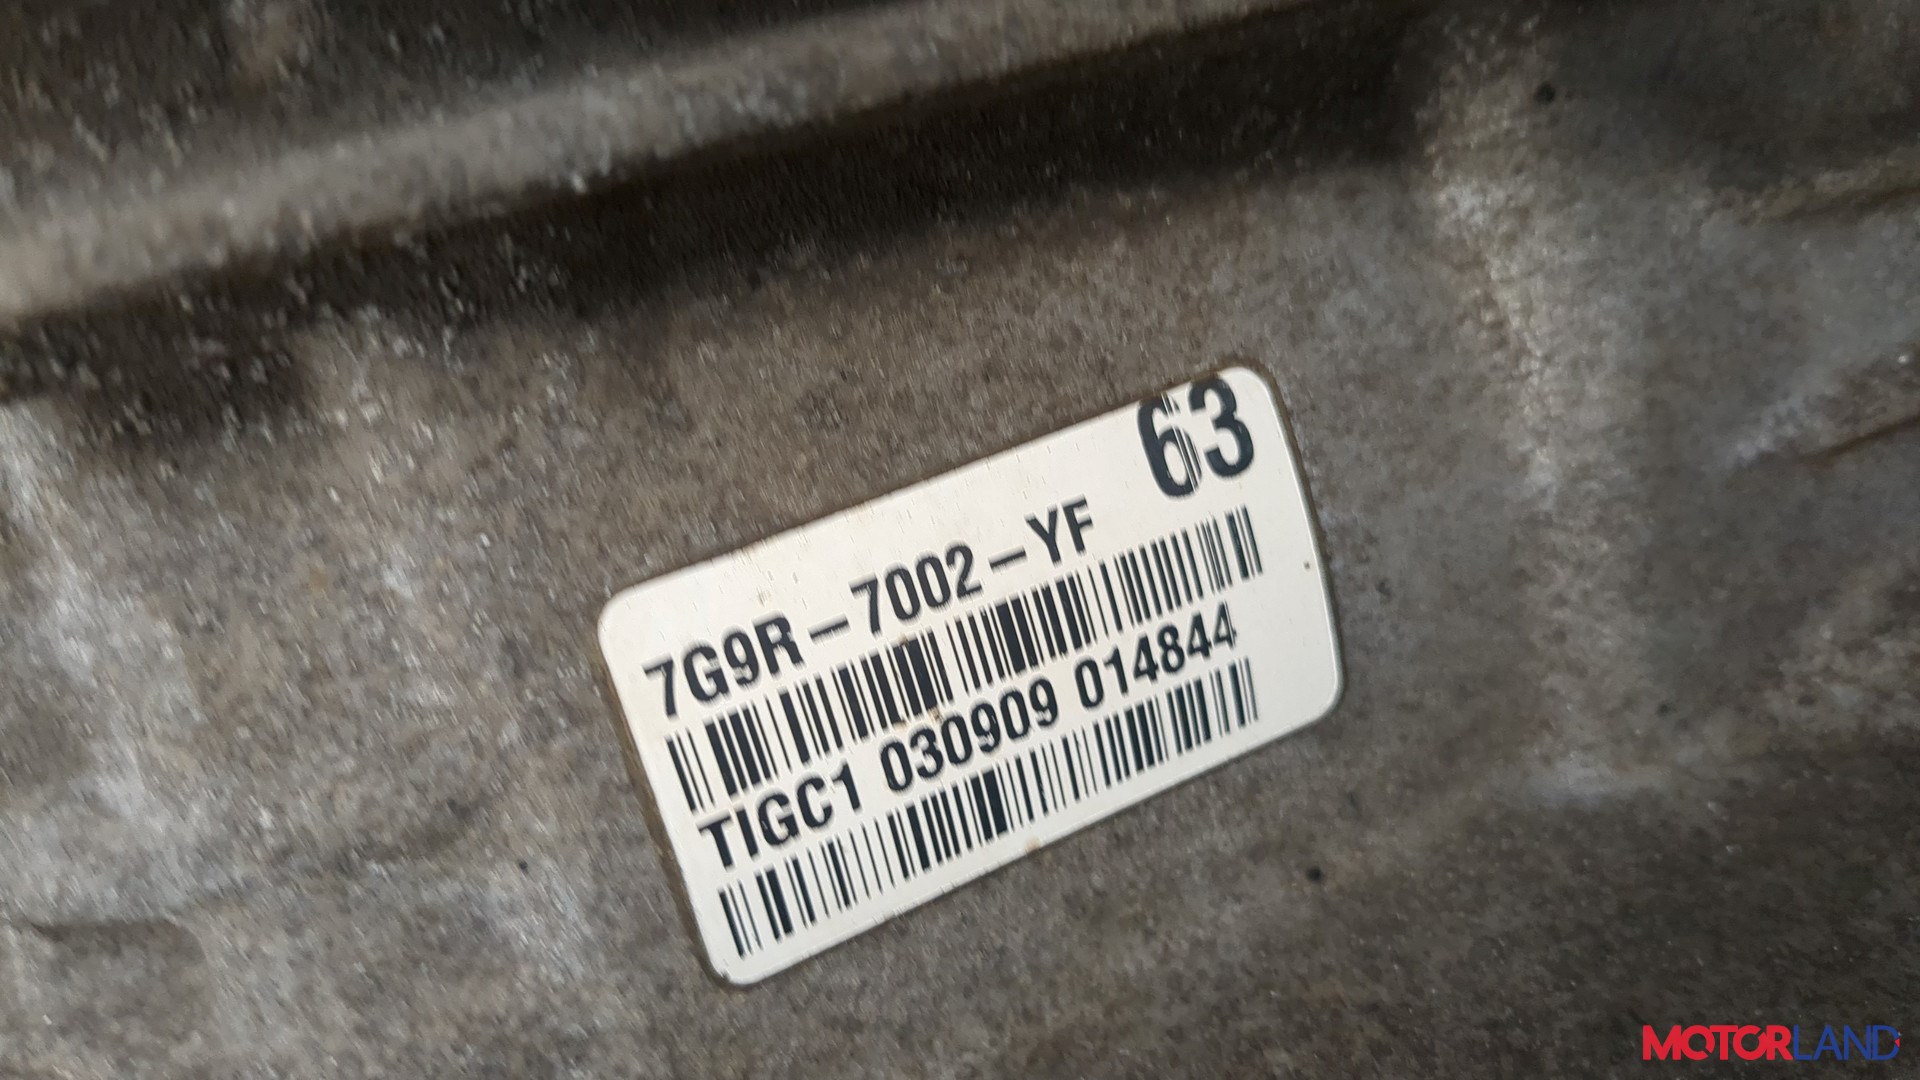 63
7G9R-7002-YF
TIGC1 030909 014844
MOTORLAND